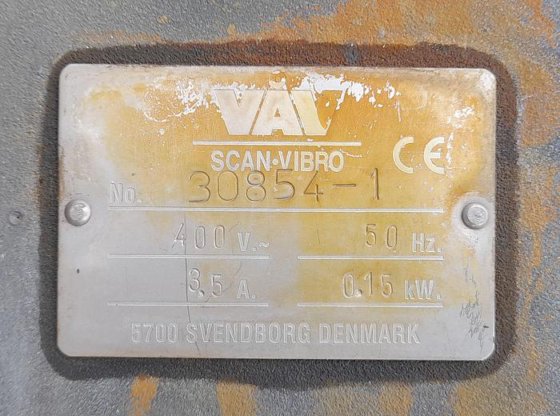 VAV
SCAN·VIBRO CE
No. 30854-1
400 V.~ 50 Hz.
3,5 A. 0.15 kW.
5700 SVENDBORG DENMARK